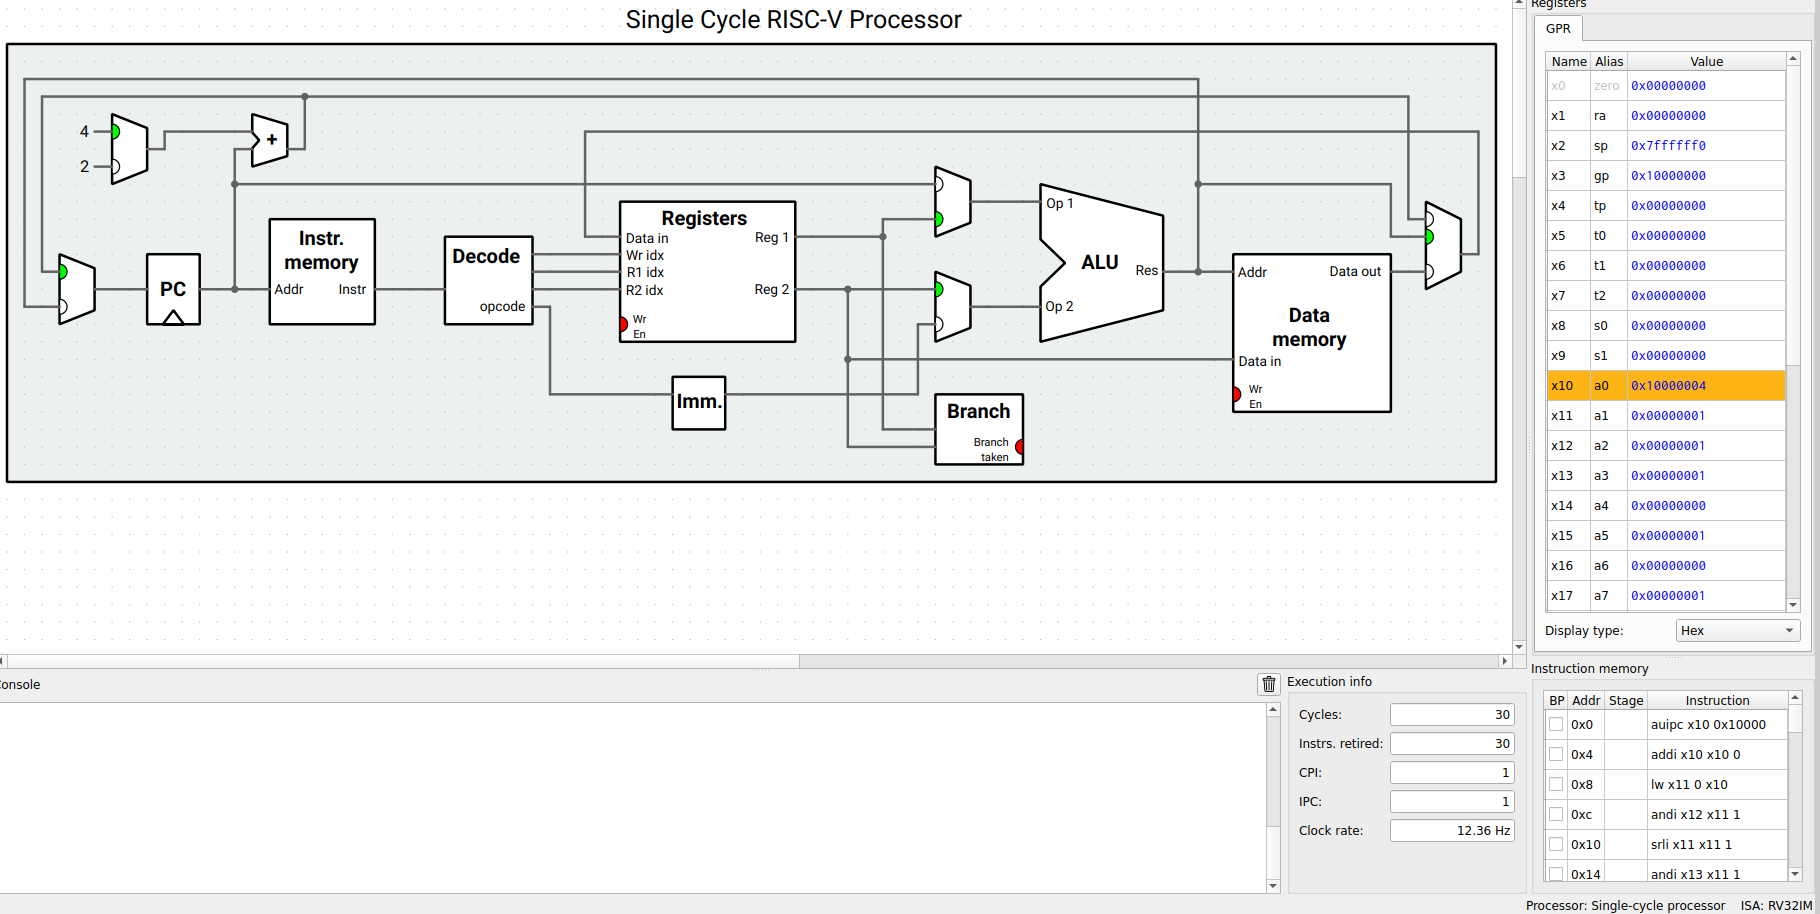 Single Cycle RISC-V Processor
4
2
+
PC
Instr.
memory
Addr
Instr
Decode
opcode
Registers
Data in
Wr idx
R1 idx
R2 idx
Reg 1
Reg 2
Wr
En
Imm.
Op 1
ALU
Res
Op 2
Branch
Branch
taken
Addr
Data out
Data
memory
Data in
Wr
En
Registers
GPR
Name Alias Value
x0 zero 0x00000000
x1 ra 0x00000000
x2 sp 0x7ffffff0
x3 gp 0x10000000
x4 tp 0x00000000
x5 t0 0x00000000
x6 t1 0x00000000
x7 t2 0x00000000
x8 s0 0x00000000
x9 s1 0x00000000
x10 a0 0x10000004
x11 a1 0x00000001
x12 a2 0x00000001
x13 a3 0x00000001
x14 a4 0x00000000
x15 a5 0x00000001
x16 a6 0x00000000
x17 a7 0x00000001
Display type: Hex
onsole
Execution info
Cycles: 30
Instrs. retired: 30
CPI: 1
IPC: 1
Clock rate: 12.36 Hz
Instruction memory
BP Addr Stage Instruction
0x0 auipc x10 0x10000
0x4 addi x10 x10 0
0x8 lw x11 0 x10
0xc andi x12 x11 1
0x10 srli x11 x11 1
0x14 andi x13 x11 1
Processor: Single-cycle processor ISA: RV32IM